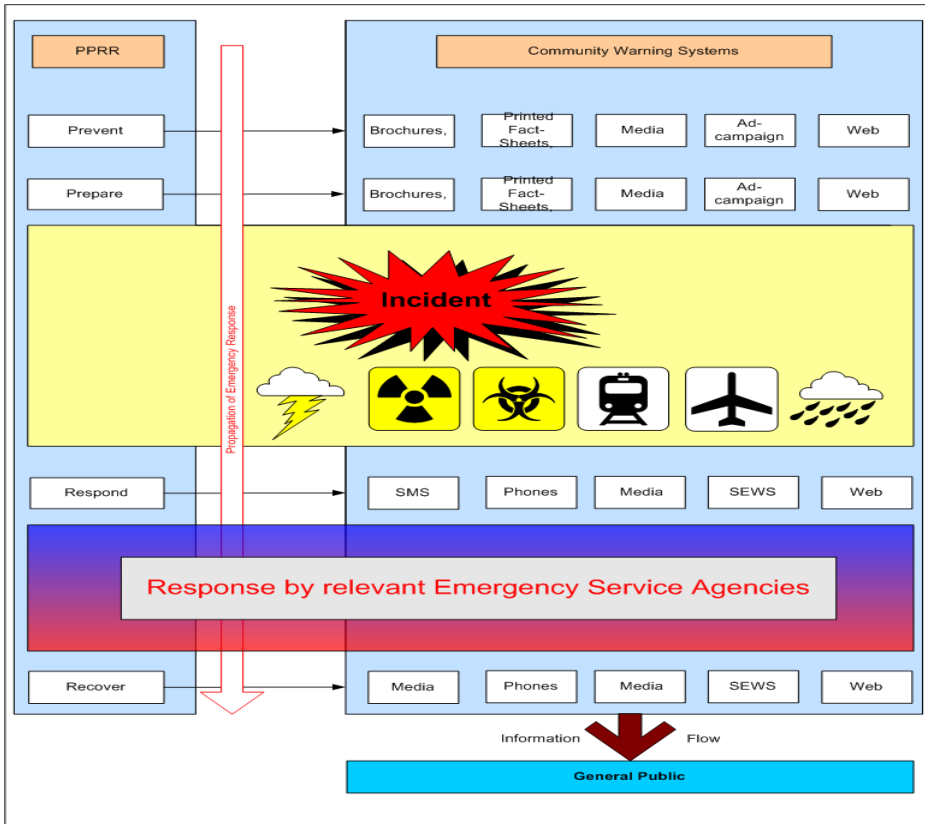 PPRR
Community Warning Systems
Prevent
Brochures,
Printed
Fact-
Sheets,
Media
Ad-
campaign
Web
Prepare
Brochures,
Printed
Fact-
Sheets,
Media
Ad-
campaign
Web
Incident
Propagation of Emergency Response
Respond
SMS
Phones
Media
SEWS
Web
Response by relevant Emergency Service Agencies
Recover
Media
Phones
Media
SEWS
Web
Information
Flow
General Public